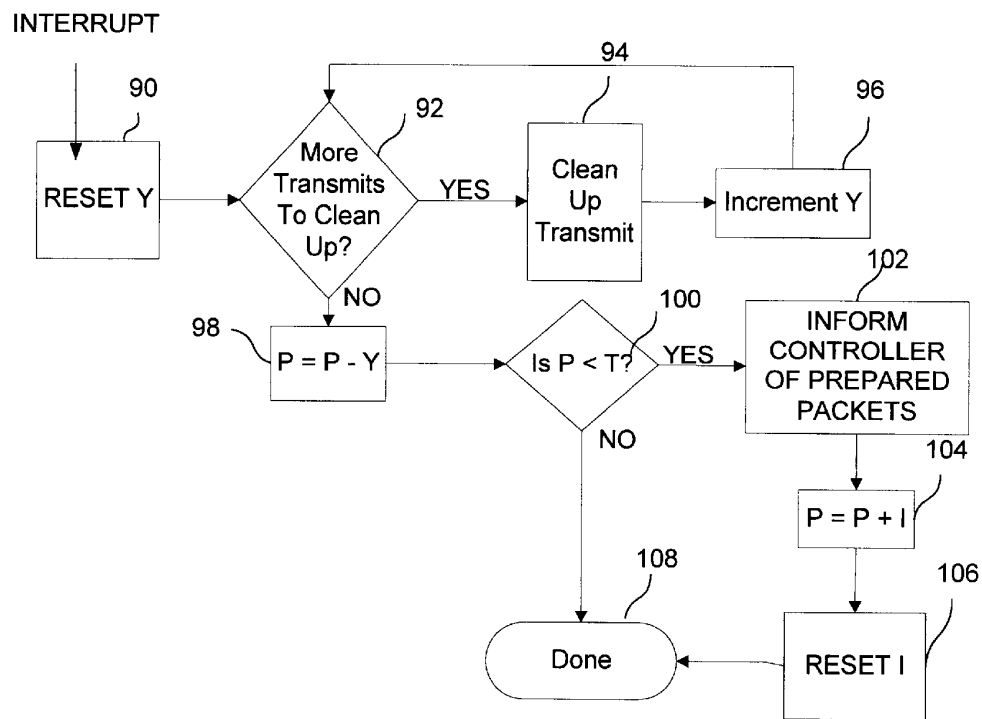 INTERRUPT
90
RESET Y
92
More
Transmits
To Clean
Up?
YES
NO
94
Clean
Up
Transmit
96
Increment Y
98
P = P - Y
100
Is P < T?
YES
NO
102
INFORM
CONTROLLER
OF PREPARED
PACKETS
104
P = P + I
106
RESET I
108
Done